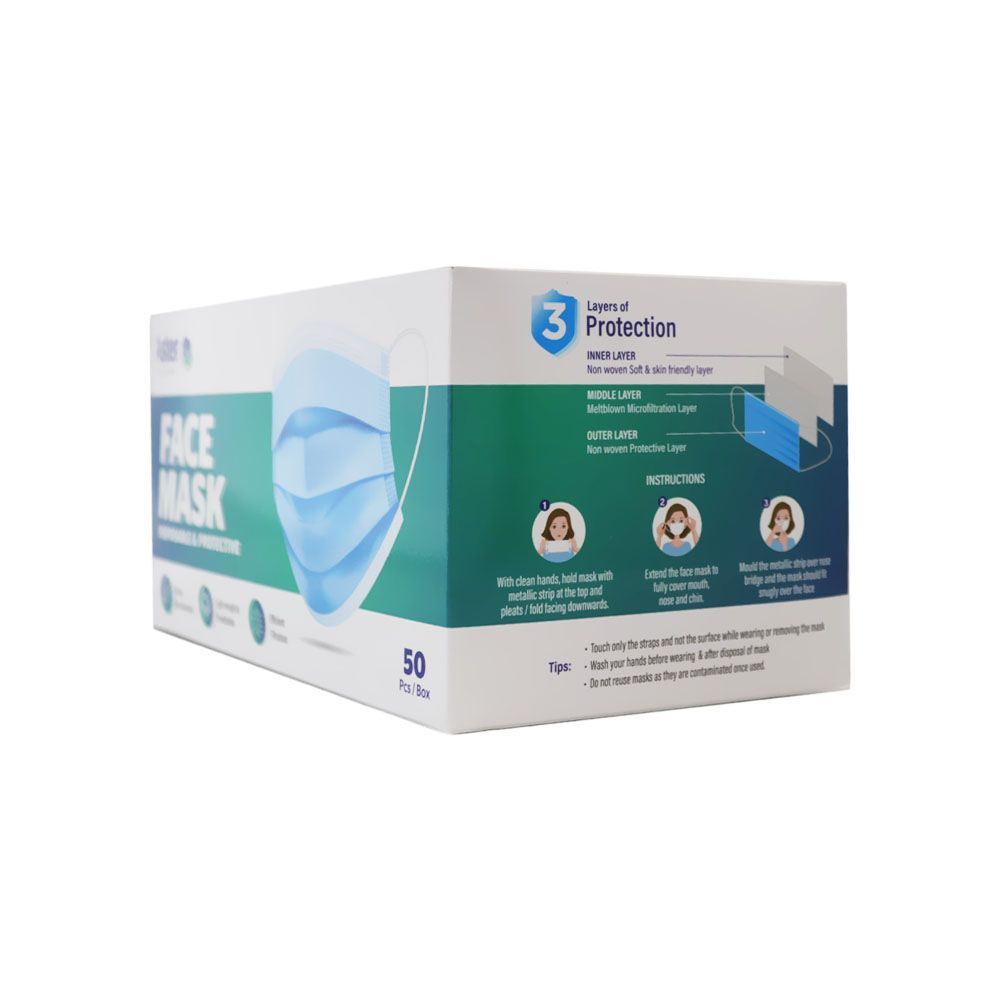 Aster
FACE
MASK
DISPOSABLE & PROTECTIVE
Efficient
Filtration
50
Pcs / Box
3
Layers of
Protection
INNER LAYER
Non woven Soft & skin friendly layer
MIDDLE LAYER
Meltblown Microfiltration Layer
OUTER LAYER
Non woven Protective Layer
INSTRUCTIONS
1
2
3
With clean hands, hold mask with
metallic strip at the top and
pleats / fold facing downwards.
Extend the face mask to
fully cover mouth,
nose and chin.
Mould the metallic strip over nose
bridge and the mask should fit
snugly over the face
Tips:
• Touch only the straps and not the surface while wearing or removing the mask
• Wash your hands before wearing & after disposal of mask
• Do not reuse masks as they are contaminated once used.